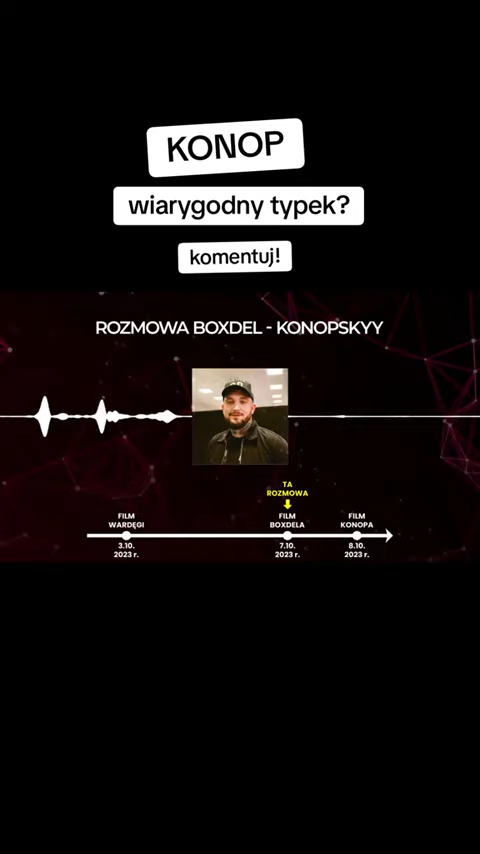 KONOP
wiarygodny typek?
komentuj!
ROZMOWA BOXDEL - KONOPSKYY
TA
ROZMOWA
FILM
WARDĘGI
3.10.
2023 r.
FILM
BOXDELA
7.10.
2023 r.
FILM
KONOPA
8.10.
2023 r.